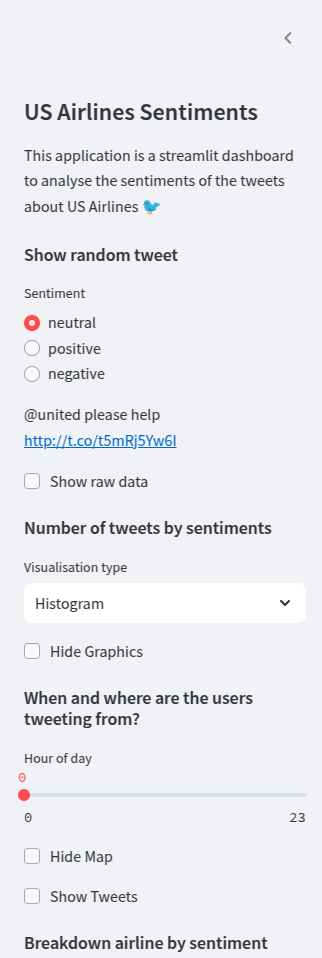 US Airlines Sentiments
This application is a streamlit dashboard
to analyse the sentiments of the tweets
about US Airlines 🐦
Show random tweet
Sentiment
neutral
positive
negative
@united please help
http://t.co/t5mRj5Yw6I
Show raw data
Number of tweets by sentiments
Visualisation type
Histogram
Hide Graphics
When and where are the users
tweeting from?
Hour of day
0
0 23
Hide Map
Show Tweets
Breakdown airline by sentiment